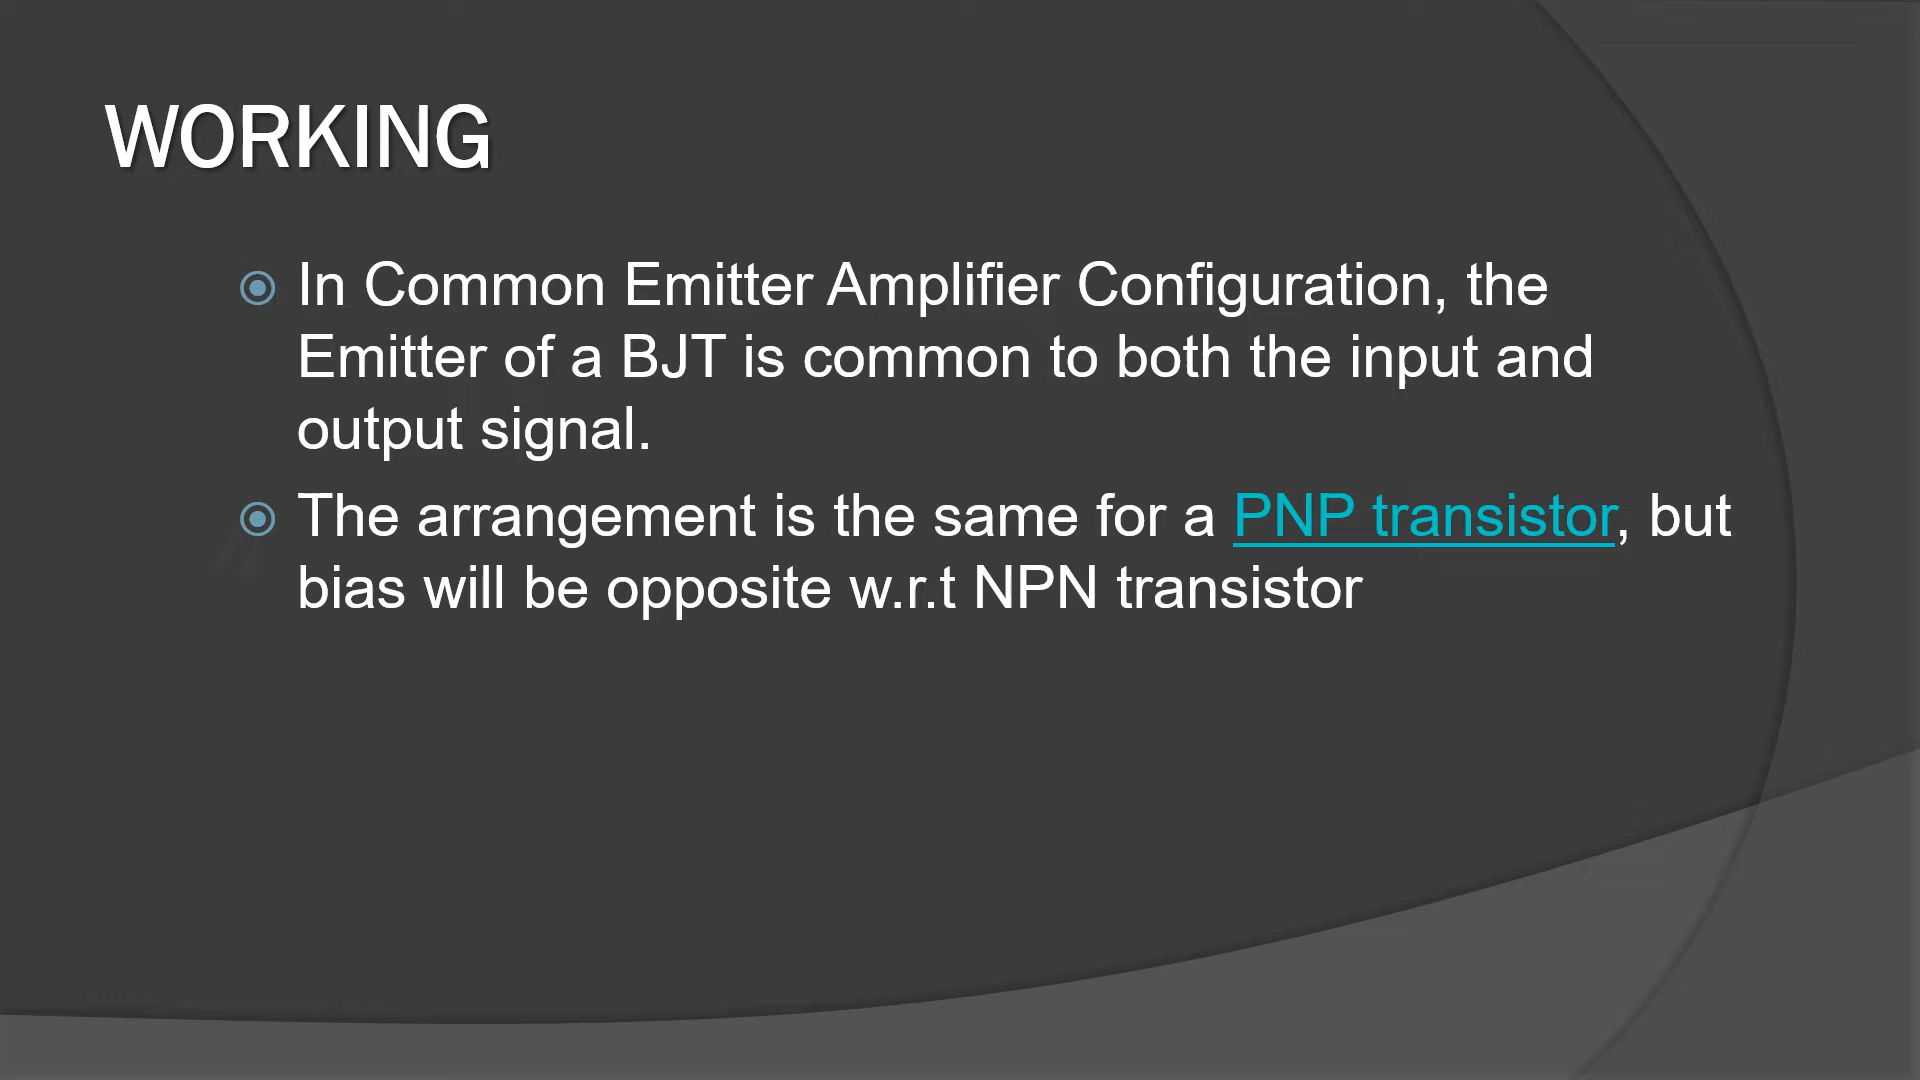 WORKING
In Common Emitter Amplifier Configuration, the
Emitter of a BJT is common to both the input and
output signal.
The arrangement is the same for a PNP transistor, but
bias will be opposite w.r.t NPN transistor